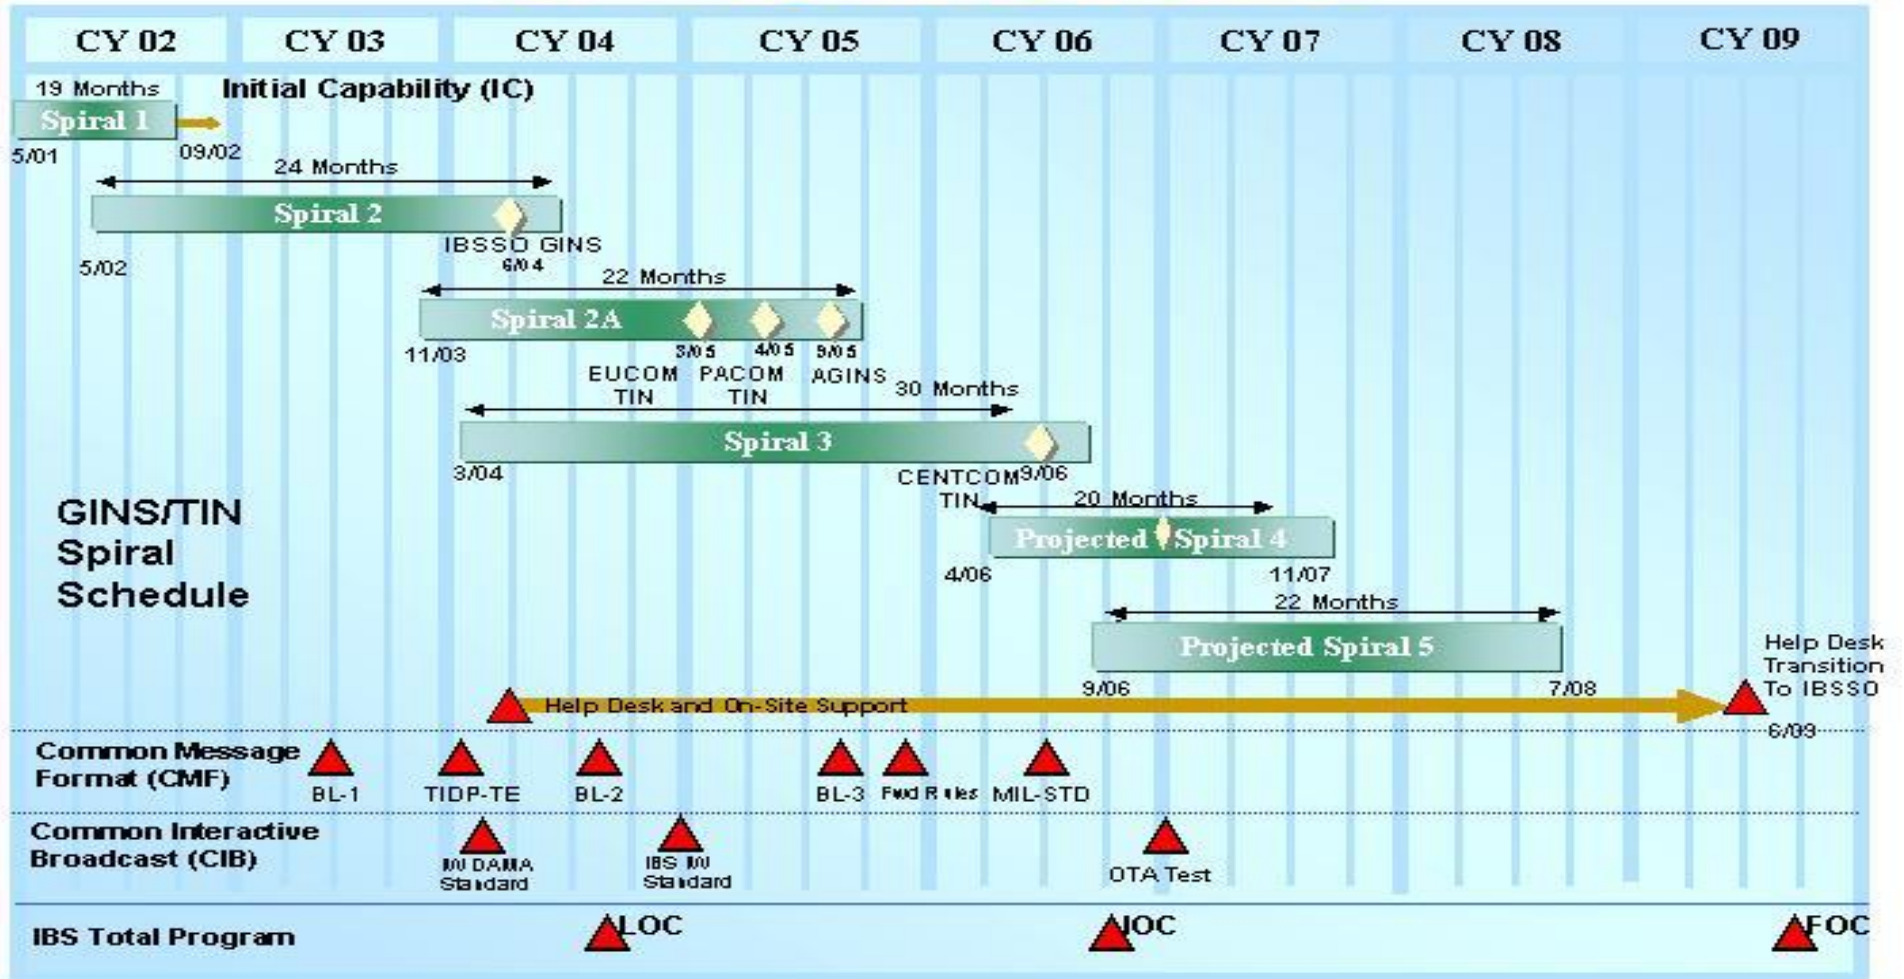 CY 02 CY 03 CY 04 CY 05 CY 06 CY 07 CY 08 CY 09
19 Months
Initial Capability (IC)
Spiral 1
5/01
09/02
24 Months
Spiral 2
IBSSO GINS
6/04
5/02
22 Months
Spiral 2A
11/03
3/05 4/05 9/05
EUCOM TIN
PACOM TIN
AGINS
30 Months
Spiral 3
3/04
CENTCOM TIN
9/06
20 Months
Projected Spiral 4
4/06
11/07
GINS/TIN
Spiral
Schedule
22 Months
Projected Spiral 5
9/06
7/08
Help Desk
Transition
To IBSSO
6/09
Help Desk and On-Site Support
Common Message
Format (CMF)
BL-1 TIDP-TE BL-2 BL-3 Fwd Rules MIL-STD
Common Interactive
Broadcast (CIB)
IW DAMA
Standard
IBS IW
Standard
OTA Test
IBS Total Program
LOC IOC FOC